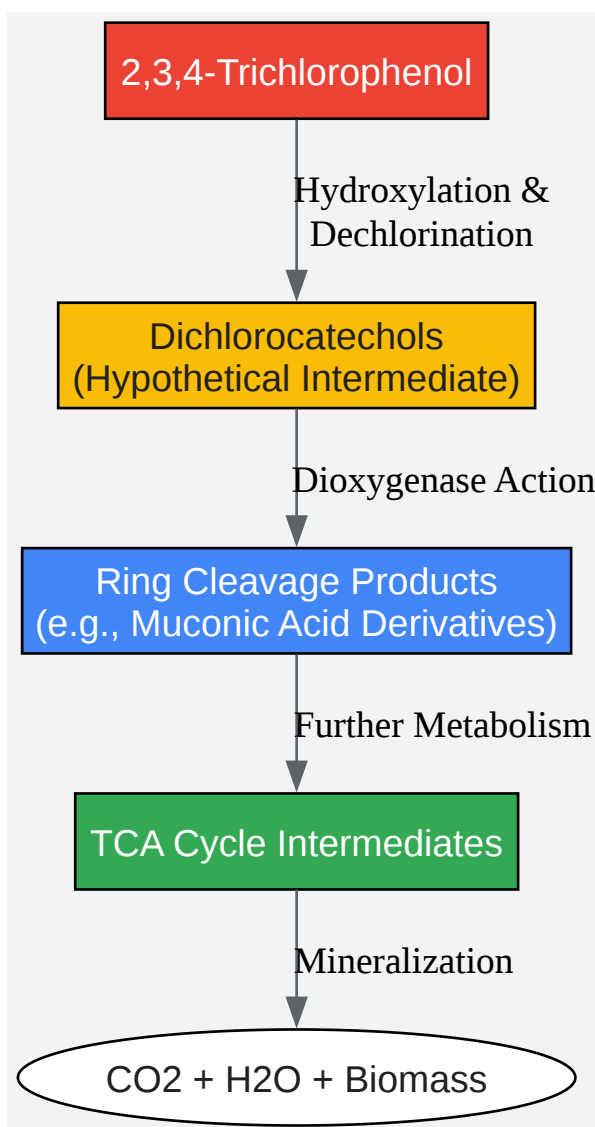 2,3,4-Trichlorophenol
Hydroxylation &
Dechlorination
Dichlorocatechols
(Hypothetical Intermediate)
Dioxygenase Action
Ring Cleavage Products
(e.g., Muconic Acid Derivatives)
Further Metabolism
TCA Cycle Intermediates
Mineralization
CO2 + H2O + Biomass